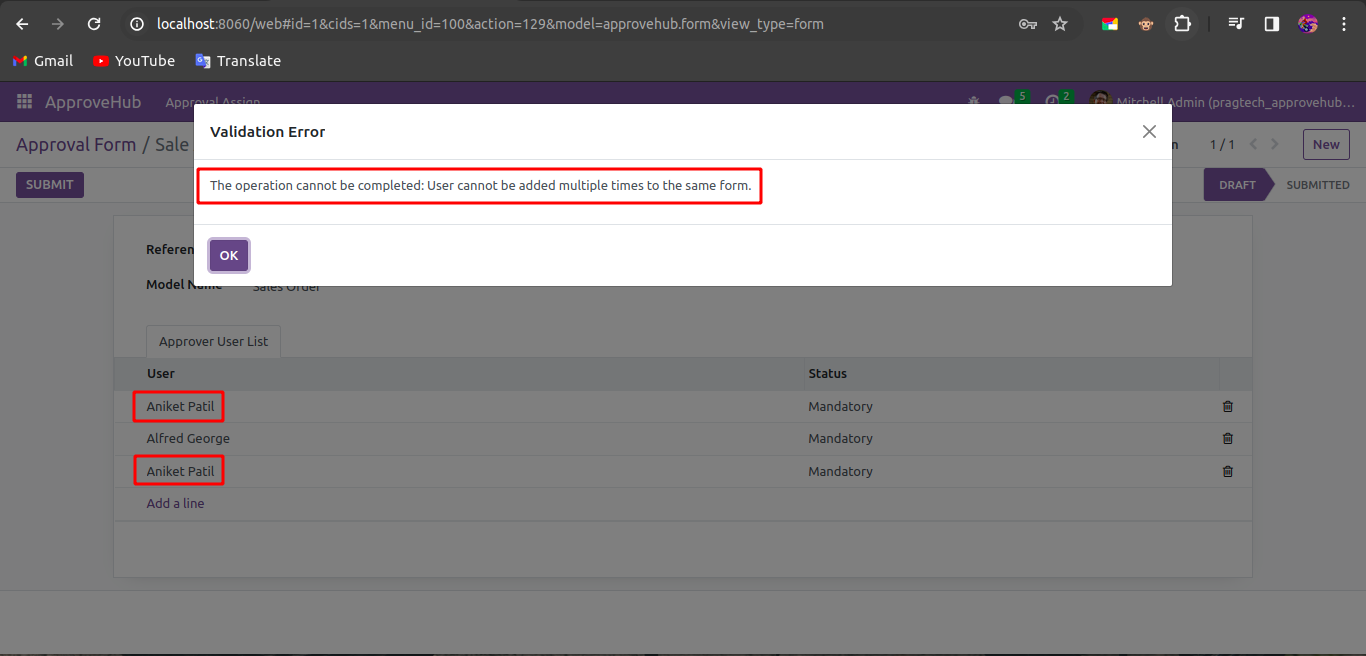 localhost:8060/web#id=1&cids=1&menu_id=100&action=129&model=approvehub.form&view_type=form
Gmail YouTube Translate
ApproveHub Approval Assign 5 2 Mitchell Admin (pragtech_approvehub...
Validation Error
Approval Form / Sale 1 / 1 New
The operation cannot be completed: User cannot be added multiple times to the same form.
SUBMIT DRAFT SUBMITTED
OK
Model Name Sales Order
Approver User List
User Status
Aniket Patil Mandatory
Alfred George Mandatory
Aniket Patil Mandatory
Add a line